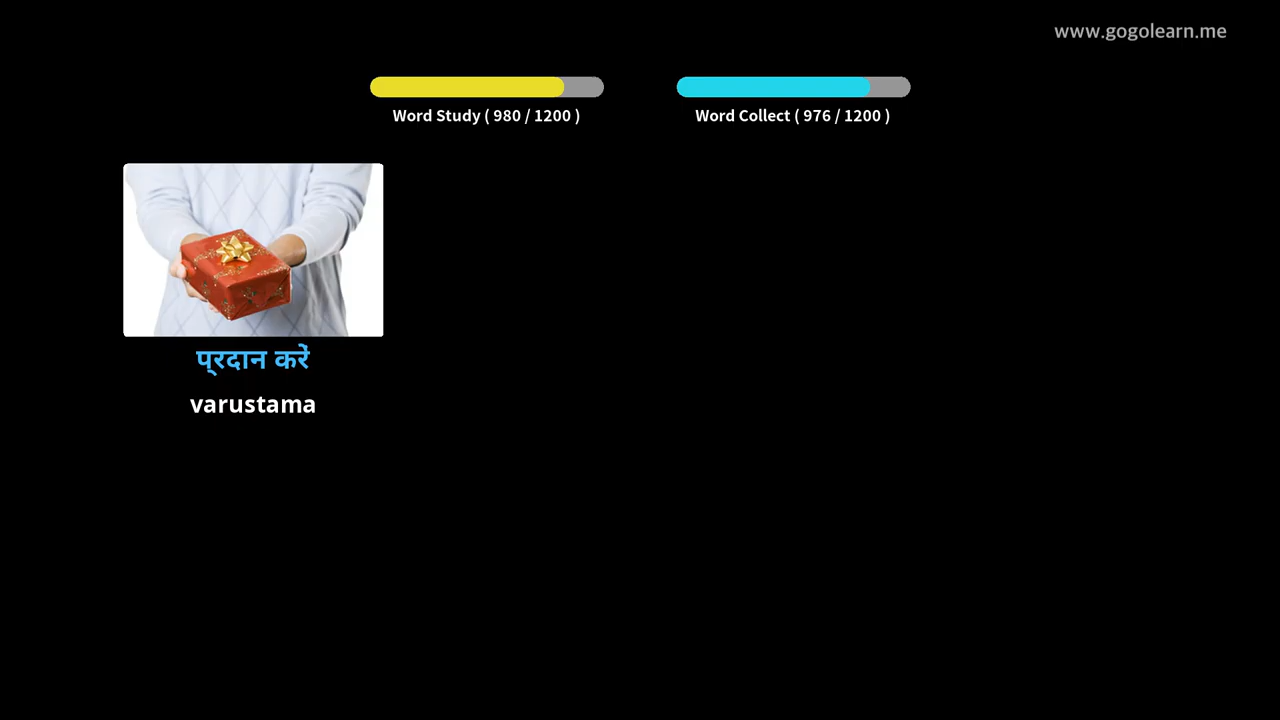 www.gogolearn.me
Word Study ( 980 / 1200 )
Word Collect ( 976 / 1200 )
प्रदान करें
varustama